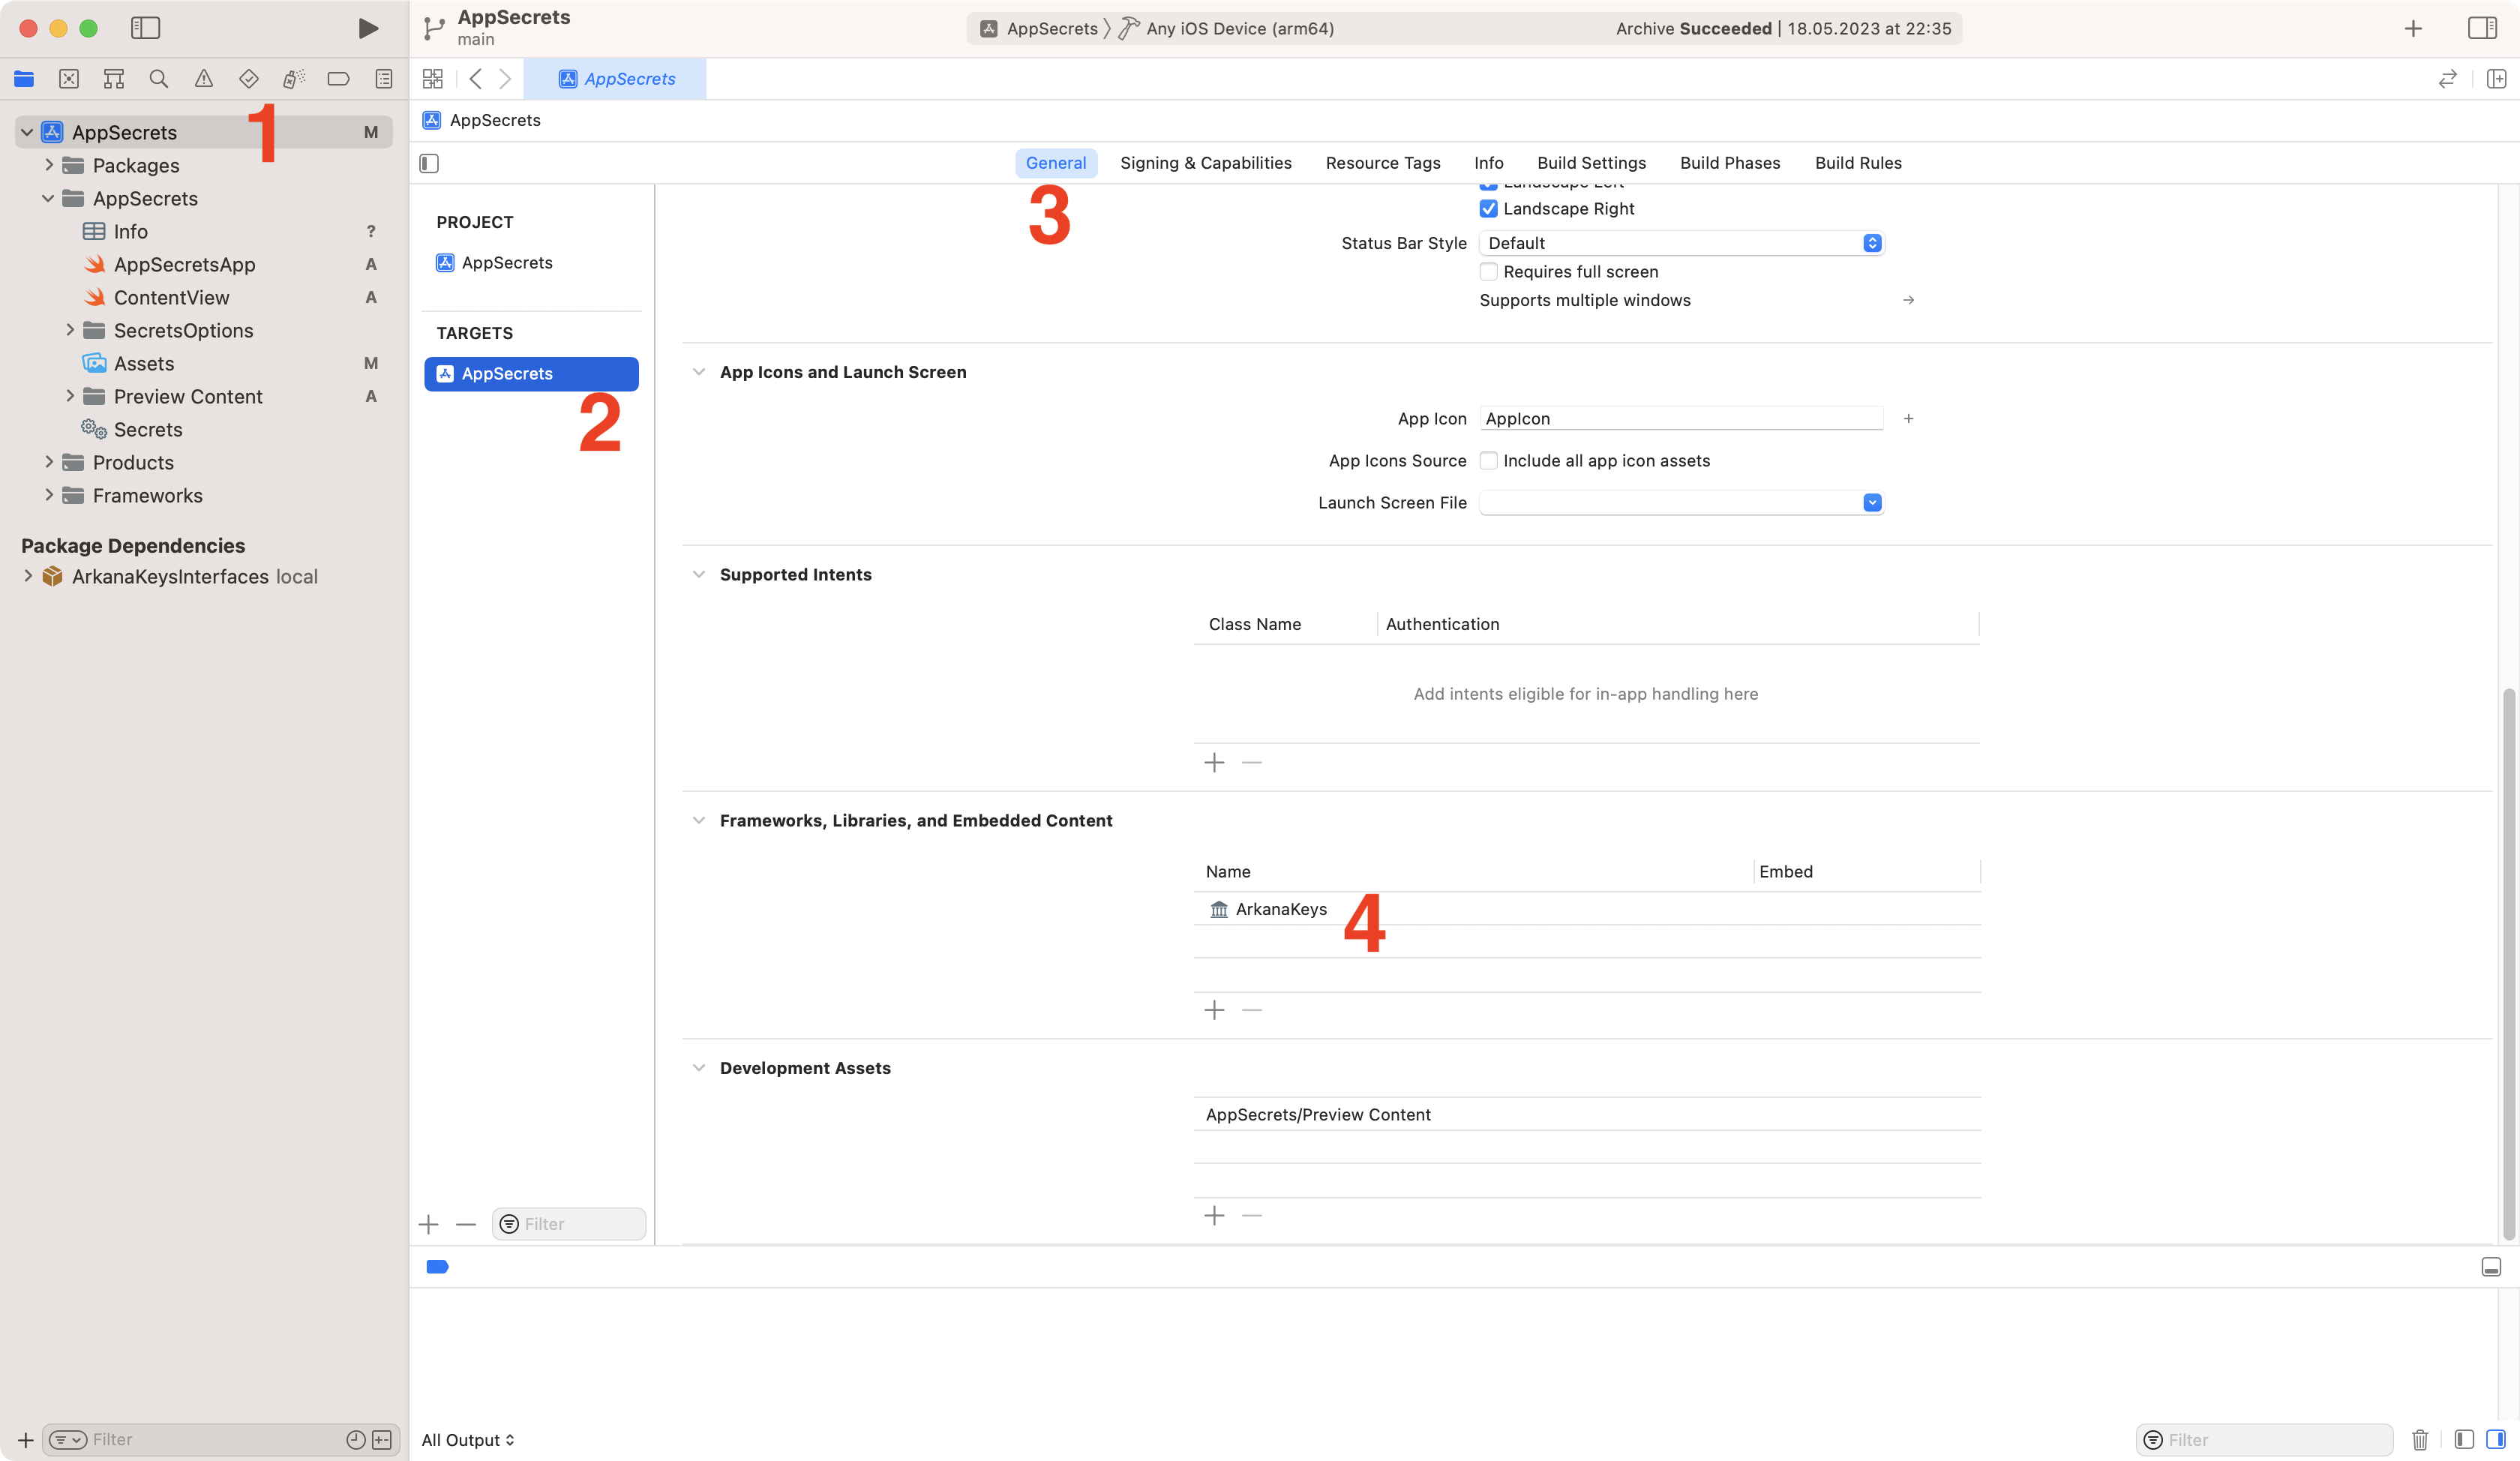 AppSecrets
main
AppSecrets
Any iOS Device (arm64)
Archive Succeeded | 18.05.2023 at 22:35
AppSecrets
AppSecrets M
1
Packages
AppSecrets
Info ?
AppSecretsApp A
ContentView A
SecretsOptions
Assets M
Preview Content A
Secrets
Products
Frameworks
Package Dependencies
ArkanaKeysInterfaces local
Filter
AppSecrets
General Signing & Capabilities Resource Tags Info Build Settings Build Phases Build Rules
3
PROJECT
AppSecrets
TARGETS
AppSecrets
2
Filter
Landscape Left
Landscape Right
Status Bar Style Default
Requires full screen
Supports multiple windows
App Icons and Launch Screen
App Icon AppIcon
App Icons Source Include all app icon assets
Launch Screen File
Supported Intents
Class Name Authentication
Add intents eligible for in-app handling here
Frameworks, Libraries, and Embedded Content
Name Embed
ArkanaKeys
4
Development Assets
AppSecrets/Preview Content
All Output
Filter